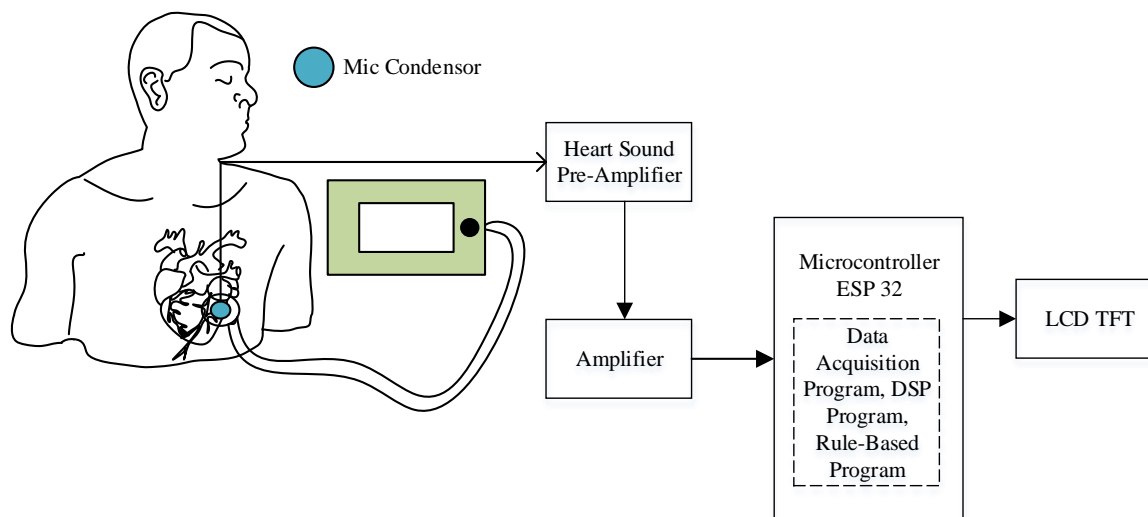 Mic Condensor
Heart Sound
Pre-Amplifier
Amplifier
Microcontroller
ESP 32
Data
Acquisition
Program, DSP
Program,
Rule-Based
Program
LCD TFT